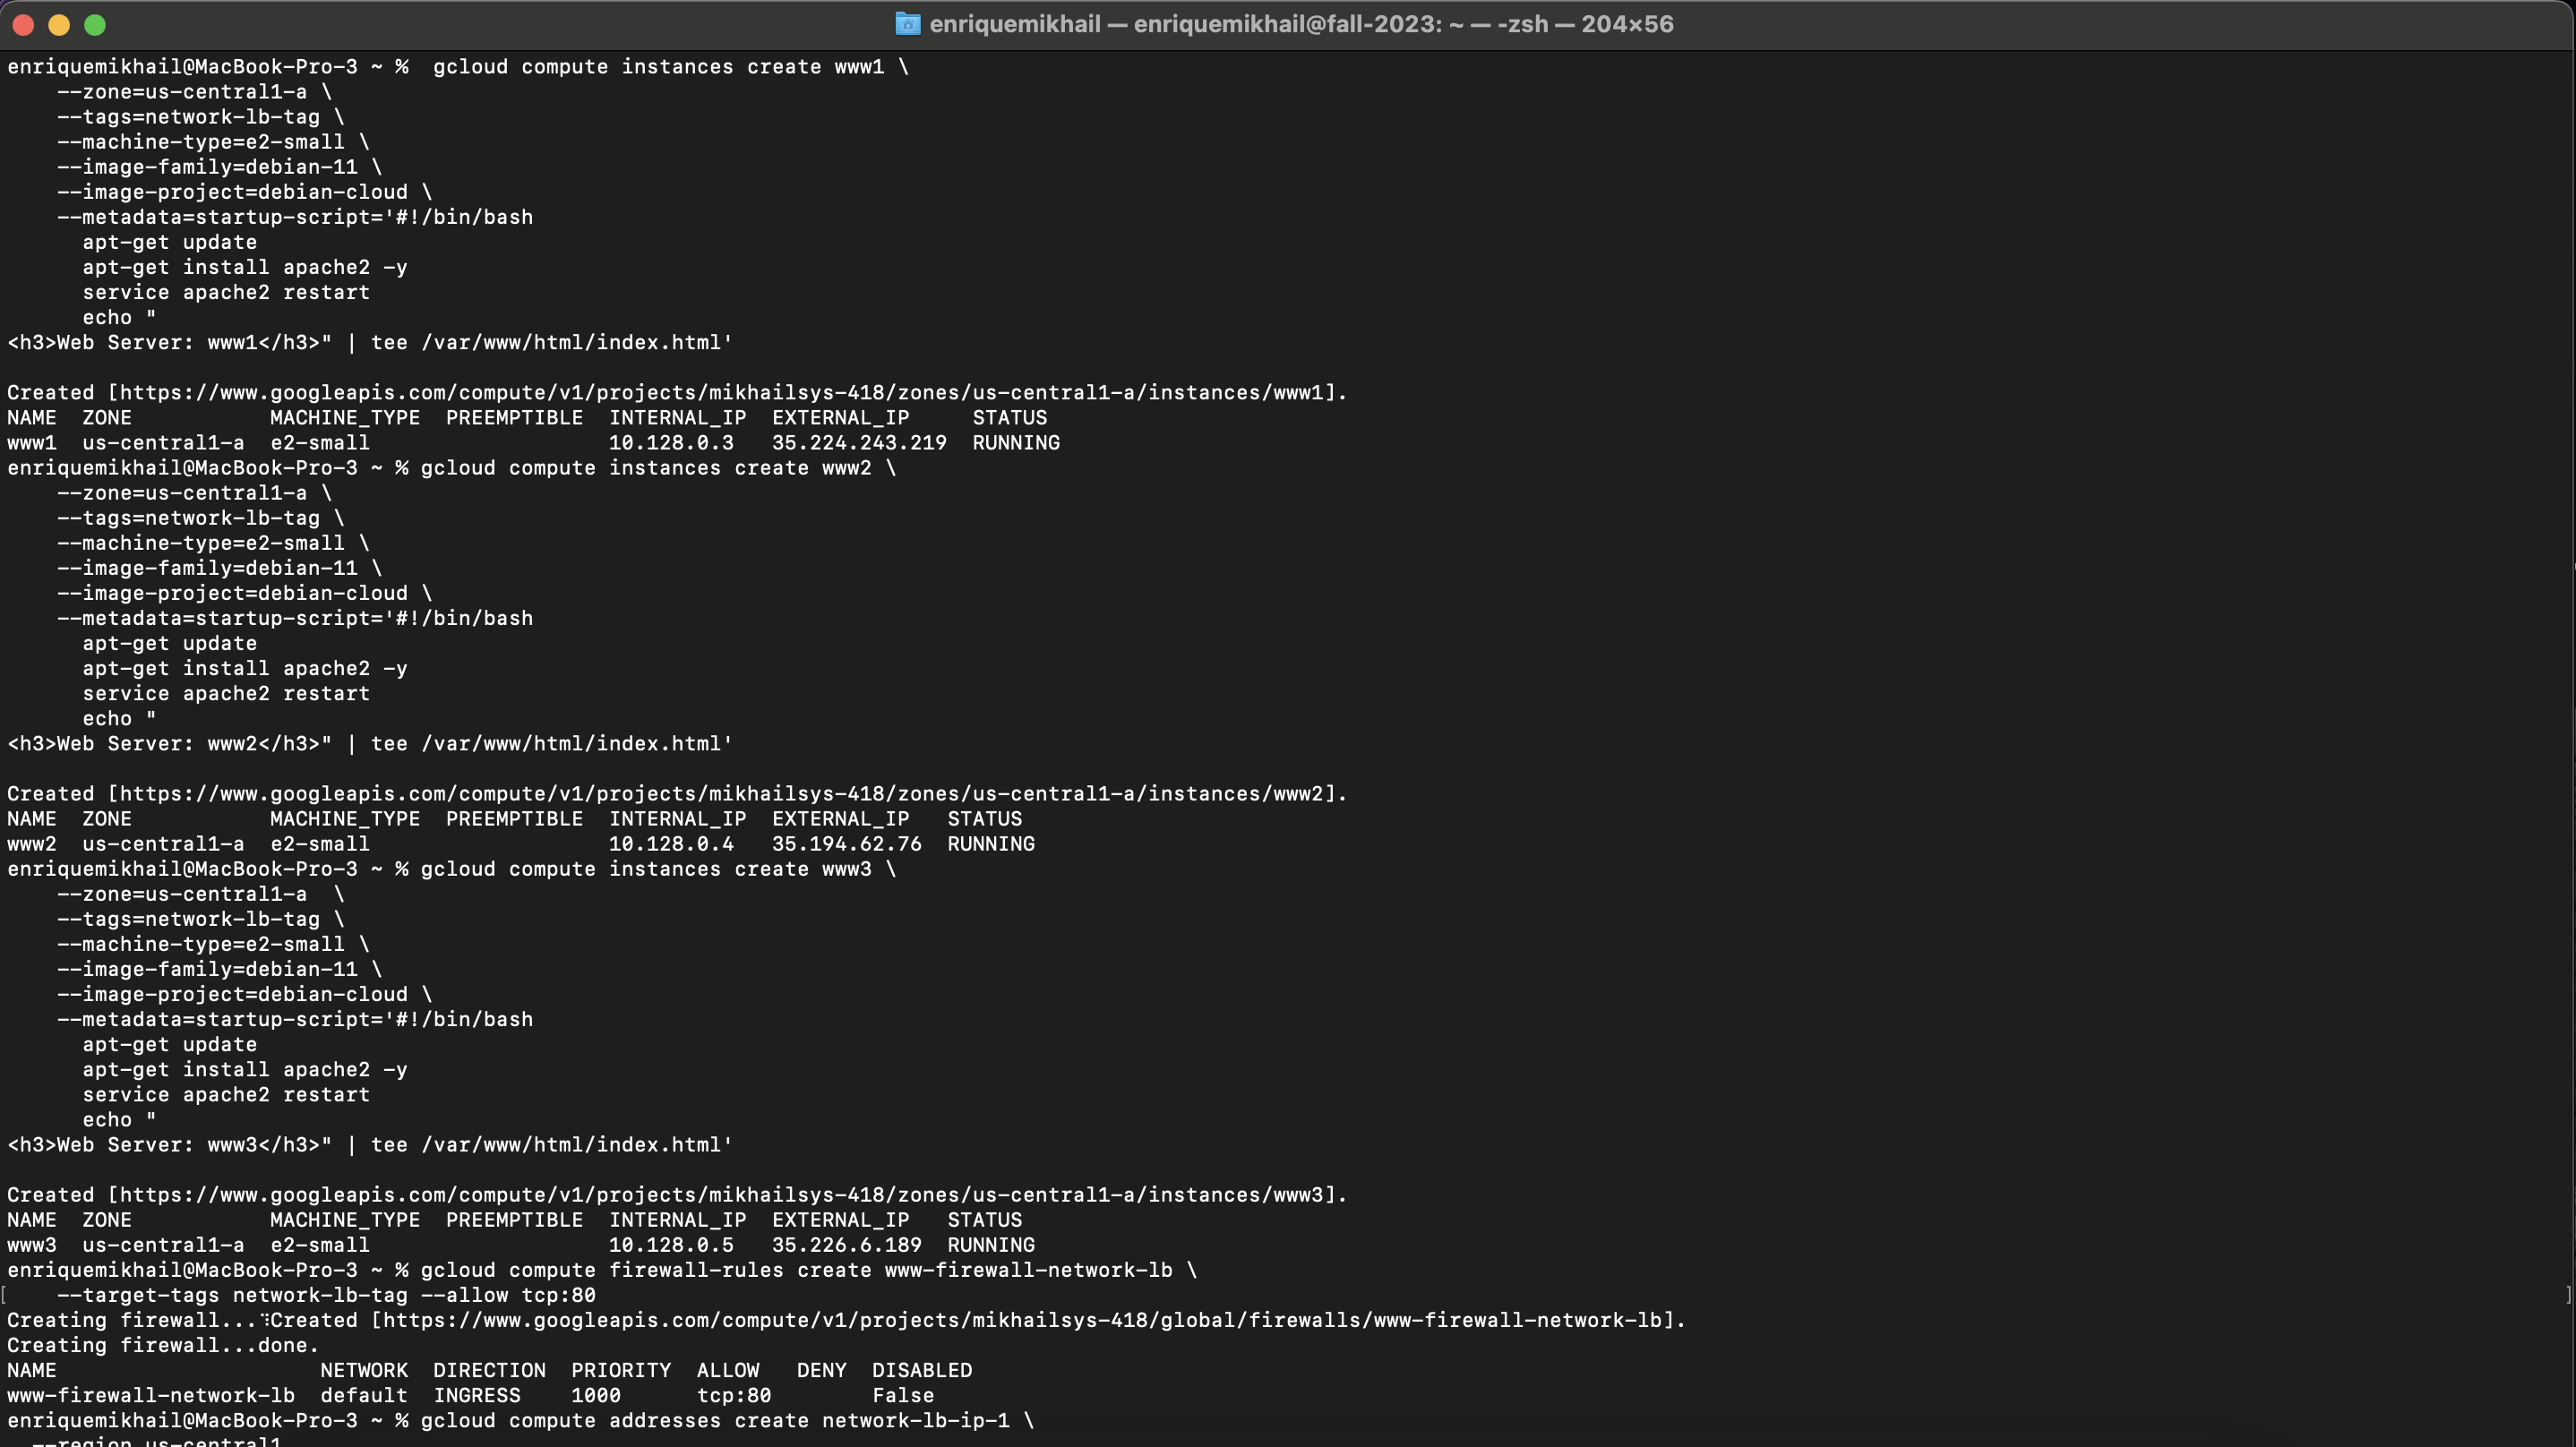 enriquemikhail — enriquemikhail@fall-2023: ~ — -zsh — 204×56
enriquemikhail@MacBook-Pro-3 ~ %  gcloud compute instances create www1 \
    --zone=us-central1-a \
    --tags=network-lb-tag \
    --machine-type=e2-small \
    --image-family=debian-11 \
    --image-project=debian-cloud \
    --metadata=startup-script='#!/bin/bash
      apt-get update
      apt-get install apache2 -y
      service apache2 restart
      echo "
<h3>Web Server: www1</h3>" | tee /var/www/html/index.html'

Created [https://www.googleapis.com/compute/v1/projects/mikhailsys-418/zones/us-central1-a/instances/www1].
NAME  ZONE           MACHINE_TYPE  PREEMPTIBLE  INTERNAL_IP  EXTERNAL_IP     STATUS
www1  us-central1-a  e2-small                   10.128.0.3   35.224.243.219  RUNNING
enriquemikhail@MacBook-Pro-3 ~ % gcloud compute instances create www2 \
    --zone=us-central1-a \
    --tags=network-lb-tag \
    --machine-type=e2-small \
    --image-family=debian-11 \
    --image-project=debian-cloud \
    --metadata=startup-script='#!/bin/bash
      apt-get update
      apt-get install apache2 -y
      service apache2 restart
      echo "
<h3>Web Server: www2</h3>" | tee /var/www/html/index.html'

Created [https://www.googleapis.com/compute/v1/projects/mikhailsys-418/zones/us-central1-a/instances/www2].
NAME  ZONE           MACHINE_TYPE  PREEMPTIBLE  INTERNAL_IP  EXTERNAL_IP   STATUS
www2  us-central1-a  e2-small                   10.128.0.4   35.194.62.76  RUNNING
enriquemikhail@MacBook-Pro-3 ~ % gcloud compute instances create www3 \
    --zone=us-central1-a  \
    --tags=network-lb-tag \
    --machine-type=e2-small \
    --image-family=debian-11 \
    --image-project=debian-cloud \
    --metadata=startup-script='#!/bin/bash
      apt-get update
      apt-get install apache2 -y
      service apache2 restart
      echo "
<h3>Web Server: www3</h3>" | tee /var/www/html/index.html'

Created [https://www.googleapis.com/compute/v1/projects/mikhailsys-418/zones/us-central1-a/instances/www3].
NAME  ZONE           MACHINE_TYPE  PREEMPTIBLE  INTERNAL_IP  EXTERNAL_IP   STATUS
www3  us-central1-a  e2-small                   10.128.0.5   35.226.6.189  RUNNING
enriquemikhail@MacBook-Pro-3 ~ % gcloud compute firewall-rules create www-firewall-network-lb \
[    --target-tags network-lb-tag --allow tcp:80 ]
Creating firewall...⠹Created [https://www.googleapis.com/compute/v1/projects/mikhailsys-418/global/firewalls/www-firewall-network-lb].
Creating firewall...done.
NAME                     NETWORK  DIRECTION  PRIORITY  ALLOW   DENY  DISABLED
www-firewall-network-lb  default  INGRESS    1000      tcp:80        False
enriquemikhail@MacBook-Pro-3 ~ % gcloud compute addresses create network-lb-ip-1 \
  --region us-central1